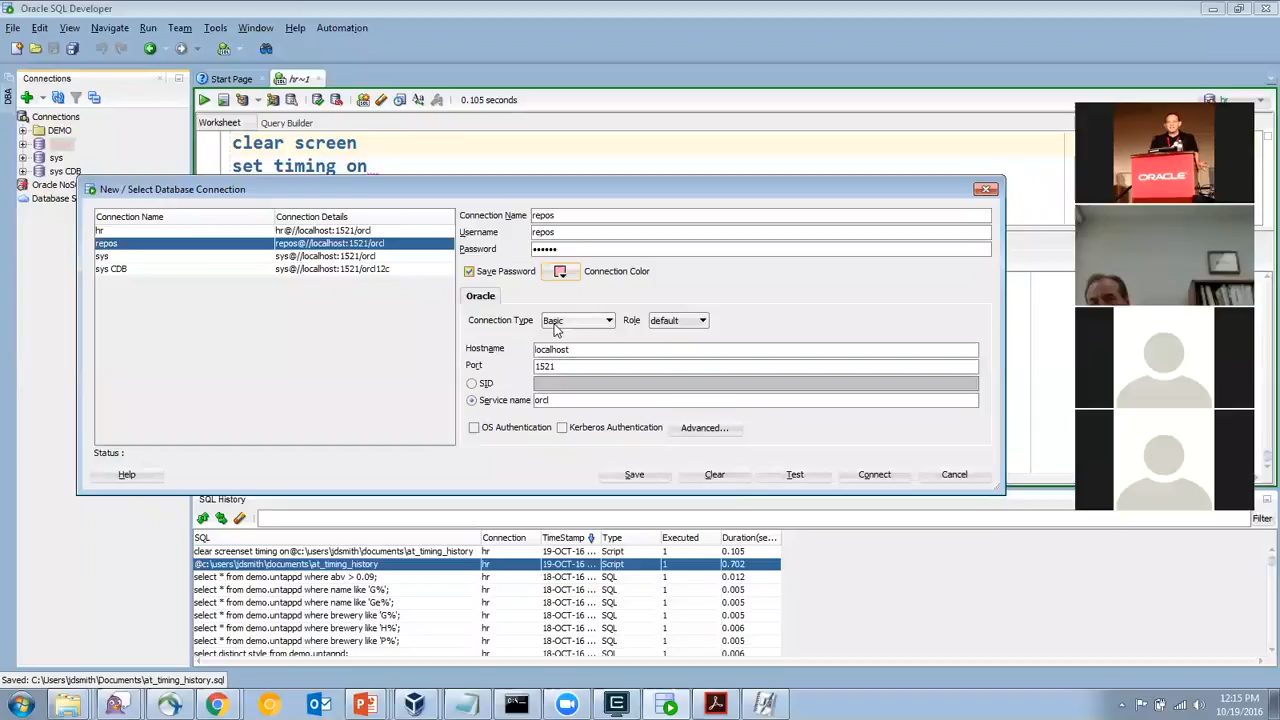 Oracle SQL Developer
File Edit View Navigate Run Team Tools Window Help Automation
Connections
Start Page
hr~1
DBA
0.105 seconds
hr
Connections
DEMO
sys
sys CDB
Oracle NoS
Database S
Worksheet Query Builder
clear screen
set timing on
ORACLE
New / Select Database Connection
Connection Name Connection Details
hr hr@//localhost:1521/orcl
repos repos@//localhost:1521/orcl
sys sys@//localhost:1521/orcl
sys CDB sys@//localhost:1521/orcl12c
Connection Name repos
Username repos
Password ••••••
Save Password Connection Color
Oracle
Connection Type Basic Role default
Hostname localhost
Port 1521
SID
Service name orcl
OS Authentication Kerberos Authentication Advanced...
Status :
Help Save Clear Test Connect Cancel
SQL History
Filter
SQL Connection TimeStamp Type Executed Duration(se...
clear screenset timing on@c:\users\jdsmith\documents\at_timing_history hr 19-OCT-16 ... Script 1 0.105
@c:\users\jdsmith\documents\at_timing_history hr 19-OCT-16 ... Script 1 0.702
select * from demo.untappd where abv > 0.09; hr 18-OCT-16 ... SQL 1 0.012
select * from demo.untappd where name like 'G%'; hr 18-OCT-16 ... SQL 1 0.005
select * from demo.untappd where name like 'Ge%'; hr 18-OCT-16 ... SQL 1 0.005
select * from demo.untappd where brewery like 'G%'; hr 18-OCT-16 ... SQL 1 0.005
select * from demo.untappd where brewery like 'H%'; hr 18-OCT-16 ... SQL 1 0.006
select * from demo.untappd where brewery like 'P%'; hr 18-OCT-16 ... SQL 1 0.005
select distinct style from demo.untappd; hr 18-OCT-16 ... SQL 1 0.006
Saved: C:\Users\jdsmith\Documents\at_timing_history.sql
12:15 PM
10/19/2016